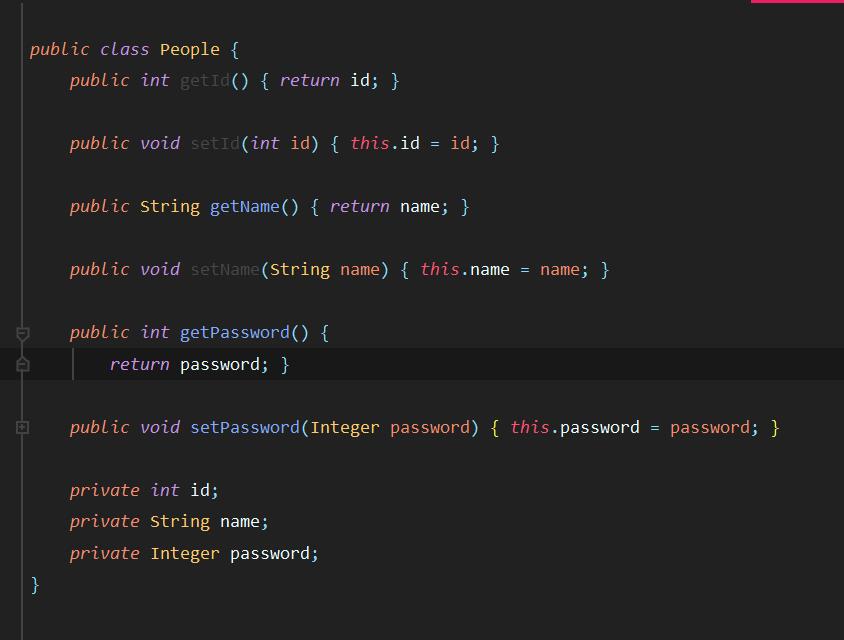 public class People {
public int getId() { return id; }
public void setId(int id) { this.id = id; }
public String getName() { return name; }
public void setName(String name) { this.name = name; }
public int getPassword() {
return password; }
public void setPassword(Integer password) { this.password = password; }
private int id;
private String name;
private Integer password;
}